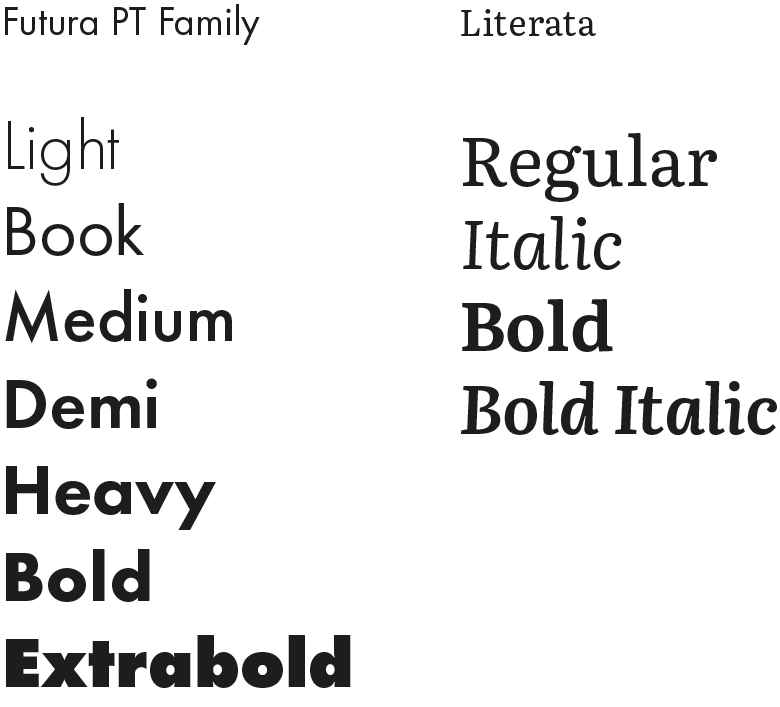 Futura PT Family
Light
Book
Medium
Demi
Heavy
Bold
Extrabold
Literata
Regular
Italic
Bold
Bold Italic